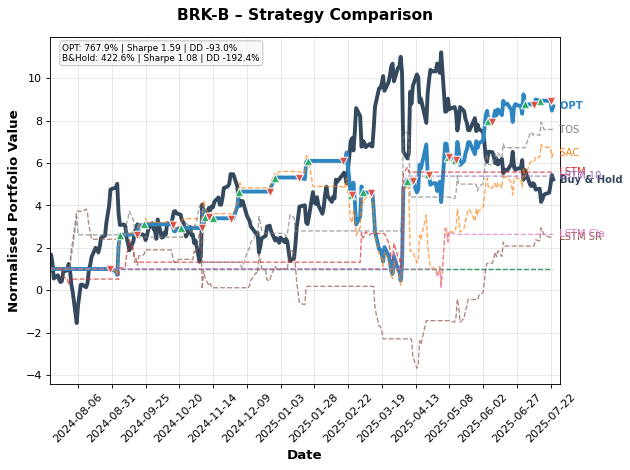 BRK-B – Strategy Comparison
OPT: 767.9% | Sharpe 1.59 | DD -93.0%
B&Hold: 422.6% | Sharpe 1.08 | DD -192.4%
Normalised Portfolio Value
10
8
6
4
2
0
−2
−4
OPT
TOS
SAC
Buy & Hold
LSTM SR
2024-08-06
2024-08-31
2024-09-25
2024-10-20
2024-11-14
2024-12-09
2025-01-03
2025-01-28
2025-02-22
2025-03-19
2025-04-13
2025-05-08
2025-06-02
2025-06-27
2025-07-22
Date